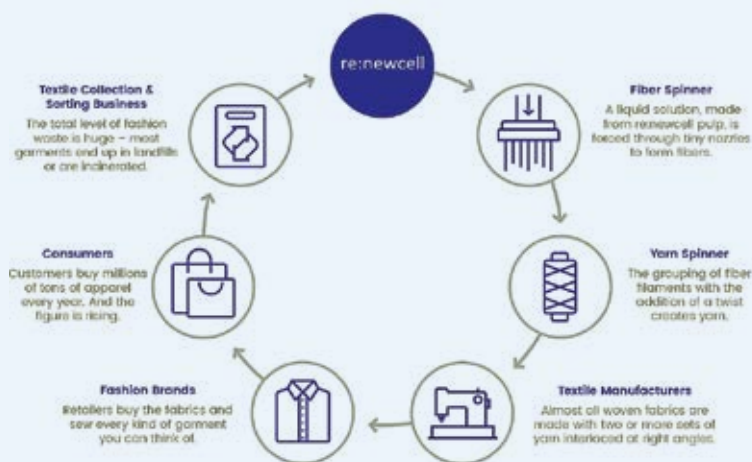 re:newcell
Fiber Spinner
A liquid solution, made
from re:newcell pulp, is
forced through tiny nozzles
to form fibers.
Yarn Spinner
The grouping of fiber
filaments with the
addition of a twist
creates yarn.
Textile Manufacturers
Almost all woven fabrics are
made with two or more sets of
yarn interlaced at right angles.
Fashion Brands
Retailers buy the fabrics and
sew every kind of garment
you can think of.
Consumers
Customers buy millions
of tons of apparel
every year. And the
figure is rising.
Textile Collection &
Sorting Business
The total level of fashion
waste is huge – most
garments end up in landfills
or are incinerated.